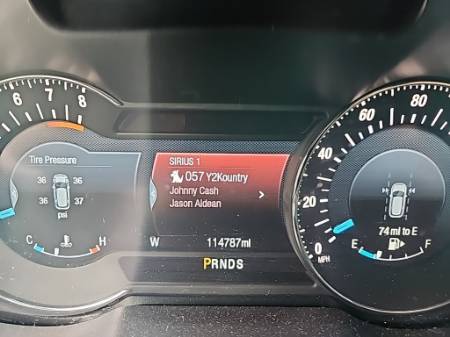 6 7 8
Tire Pressure
36 36
36 37
psi
C H
SIRIUS 1
057 Y2Kountry
Johnny Cash
Jason Aldean
W 114787mi
PRNDS
0 20 40 60 80
MPH
74 mi to E
E F